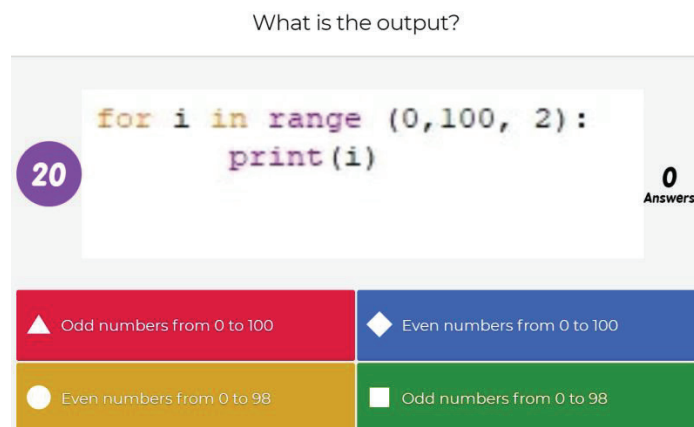 What is the output?
for i in range (0,100, 2):
print(i)
20
0
Answers
Odd numbers from 0 to 100
Even numbers from 0 to 100
Even numbers from 0 to 98
Odd numbers from 0 to 98